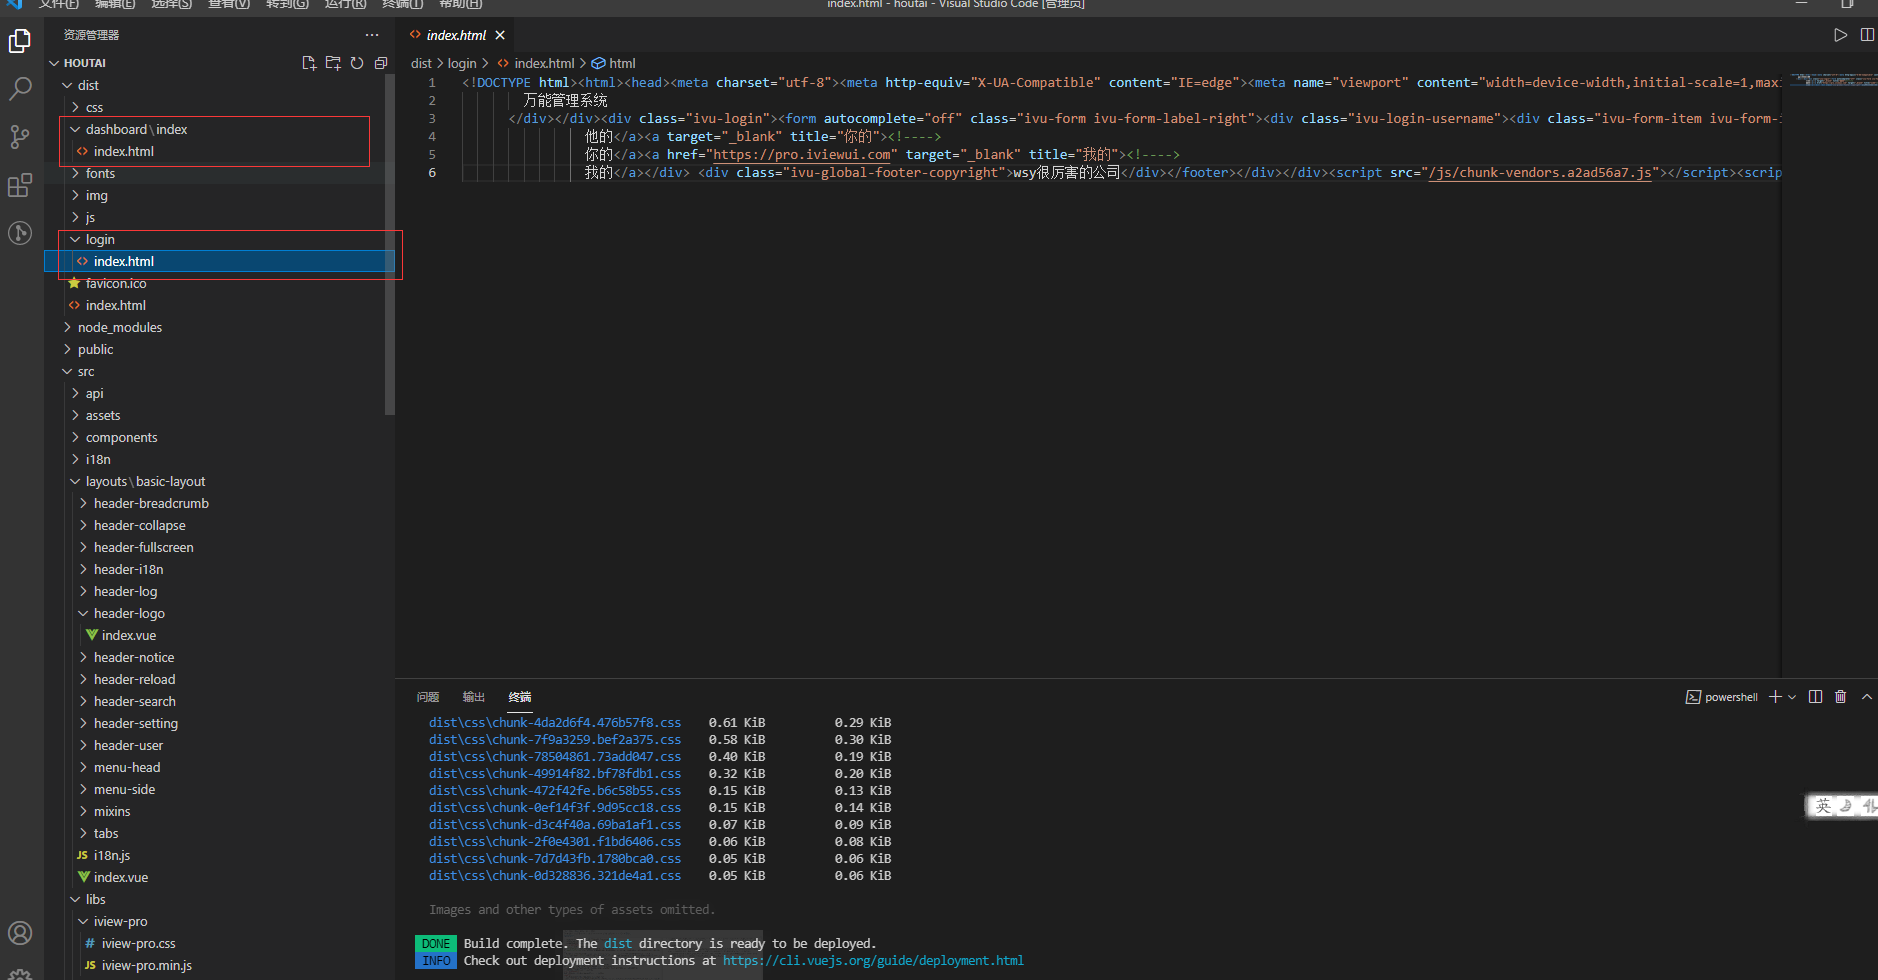 文件(F) 编辑(E) 选择(S) 查看(V) 转到(G) 运行(R) 终端(T) 帮助(H) index.html - houtai - Visual Studio Code [管理员]
资源管理器
HOUTAI
dist
css
dashboard\index
index.html
fonts
img
js
login
index.html
favicon.ico
index.html
node_modules
public
src
api
assets
components
i18n
layouts\basic-layout
header-breadcrumb
header-collapse
header-fullscreen
header-i18n
header-log
header-logo
index.vue
header-notice
header-reload
header-search
header-setting
header-user
menu-head
menu-side
mixins
tabs
JS i18n.js
index.vue
libs
iview-pro
# iview-pro.css
JS iview-pro.min.js
index.html
dist > login > index.html > html
1 <!DOCTYPE html><html><head><meta charset="utf-8"><meta http-equiv="X-UA-Compatible" content="IE=edge"><meta name="viewport" content="width=device-width,initial-scale=1,maxi
2 万能管理系统
3 </div></div><div class="ivu-login"><form autocomplete="off" class="ivu-form ivu-form-label-right"><div class="ivu-login-username"><div class="ivu-form-item ivu-form-i
4 他的</a><a target="_blank" title="你的"><!---->
5 你的</a><a href="https://pro.iviewui.com" target="_blank" title="我的"><!---->
6 我的</a></div> <div class="ivu-global-footer-copyright">wsy很厉害的公司</div></footer></div></div><script src="/js/chunk-vendors.a2ad56a7.js"></script><scrip
问题 输出 终端
powershell
dist\css\chunk-4da2d6f4.476b57f8.css 0.61 KiB 0.29 KiB
dist\css\chunk-7f9a3259.bef2a375.css 0.58 KiB 0.30 KiB
dist\css\chunk-78504861.73add047.css 0.40 KiB 0.19 KiB
dist\css\chunk-49914f82.bf78fdb1.css 0.32 KiB 0.20 KiB
dist\css\chunk-472f42fe.b6c58b55.css 0.15 KiB 0.13 KiB
dist\css\chunk-0ef14f3f.9d95cc18.css 0.15 KiB 0.14 KiB
dist\css\chunk-d3c4f40a.69ba1af1.css 0.07 KiB 0.09 KiB
dist\css\chunk-2f0e4301.f1bd6406.css 0.06 KiB 0.08 KiB
dist\css\chunk-7d7d43fb.1780bca0.css 0.05 KiB 0.06 KiB
dist\css\chunk-0d328836.321de4a1.css 0.05 KiB 0.06 KiB
Images and other types of assets omitted.
DONE Build complete. The dist directory is ready to be deployed.
INFO Check out deployment instructions at https://cli.vuejs.org/guide/deployment.html
英